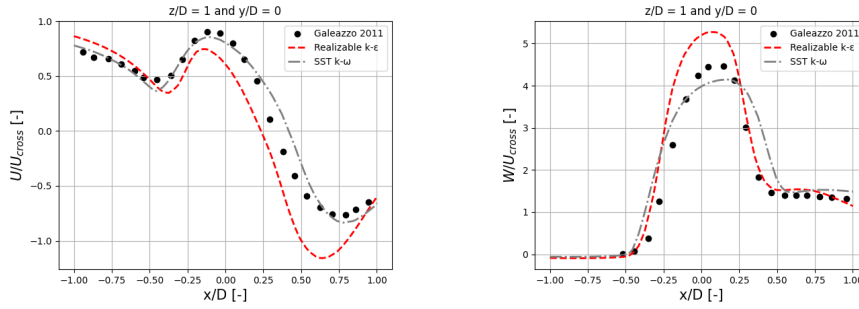 z/D = 1 and y/D = 0
Galeazzo 2011
Realizable k-ε
SST k-ω
U/U_cross [-]
1.0
0.5
0.0
−0.5
−1.0
−1.00 −0.75 −0.50 −0.25 0.00 0.25 0.50 0.75 1.00
x/D [-]
z/D = 1 and y/D = 0
Galeazzo 2011
Realizable k-ε
SST k-ω
W/U_cross [-]
5
4
3
2
1
0
−1.00 −0.75 −0.50 −0.25 0.00 0.25 0.50 0.75 1.00
x/D [-]